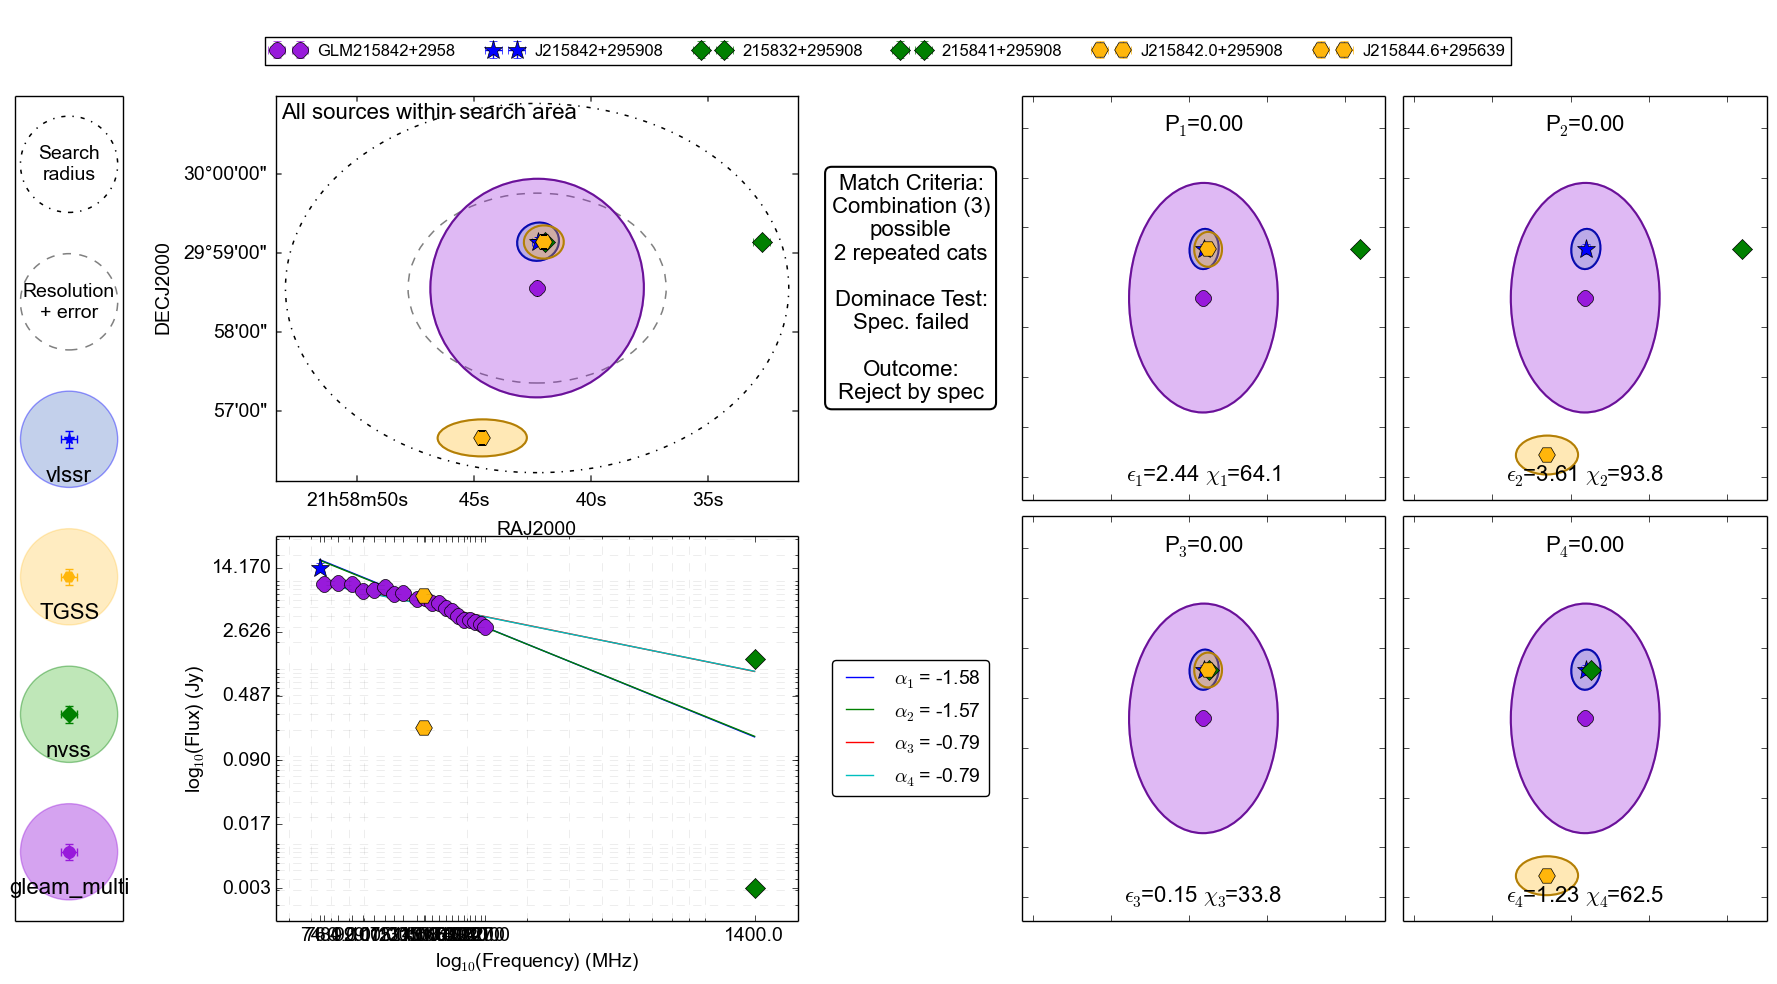 GLM215842+2958 J215842+295908 215832+295908 215841+295908 J215842.0+295908 J215844.6+295639
Search
radius
Resolution
+ error
vlssr
TGSS
nvss
gleam_multi
All sources within search area
30°00'00"
29°59'00"
58'00"
57'00"
DECJ2000
21h58m50s 45s 40s 35s
RAJ2000
Match Criteria:
Combination (3)
possible
2 repeated cats
Dominace Test:
Spec. failed
Outcome:
Reject by spec
P1=0.00
ϵ1=2.44 χ1=64.1
P2=0.00
ϵ2=3.61 χ2=93.8
14.170
2.626
0.487
0.090
0.017
0.003
log10(Flux) (Jy)
1400.0
log10(Frequency) (MHz)
α1 = -1.58
α2 = -1.57
α3 = -0.79
α4 = -0.79
P3=0.00
ϵ3=0.15 χ3=33.8
P4=0.00
ϵ4=1.23 χ4=62.5